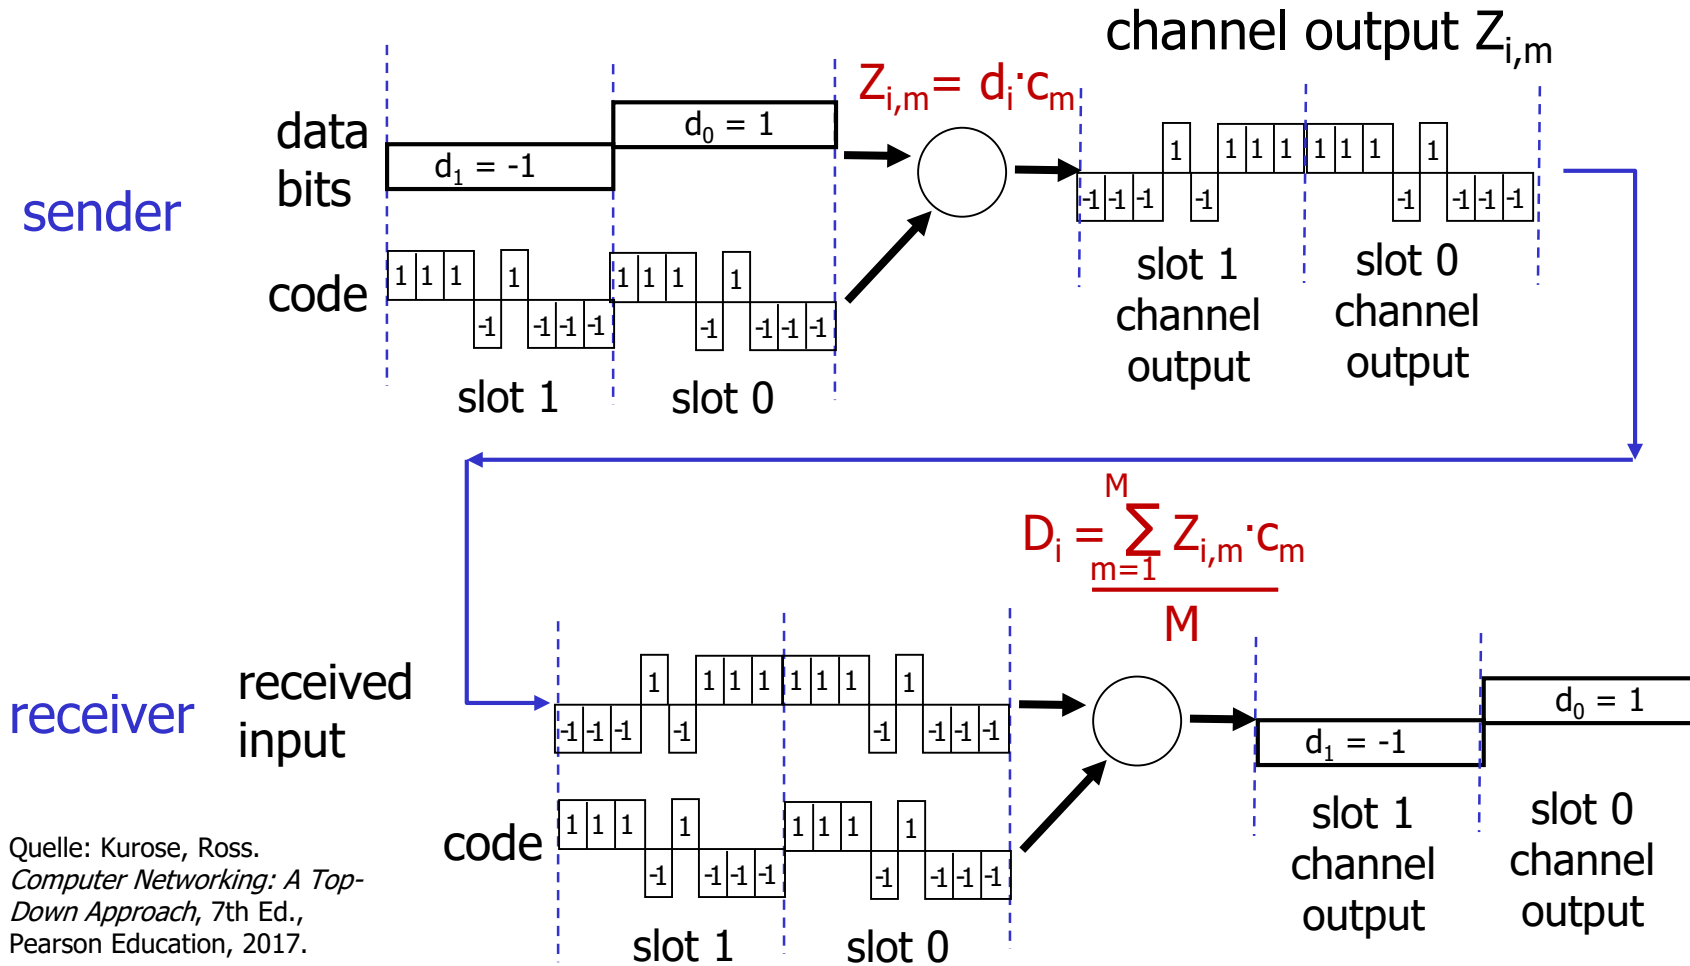 channel output Z_i,m
Z_i,m = d_i·c_m
data bits
d_1 = -1
d_0 = 1
sender
code
1 1 1 -1 1 -1 -1 -1 1 1 1 -1 1 -1 -1 -1
slot 1
slot 0
-1 -1 -1 1 -1 1 1 1 1 1 1 -1 1 -1 -1 -1
slot 1
channel
output
slot 0
channel
output
D_i = Σ Z_i,m·c_m
M
m=1
M
receiver
received
input
-1 -1 -1 1 -1 1 1 1 1 1 1 -1 1 -1 -1 -1
code
1 1 1 -1 1 -1 -1 -1 1 1 1 -1 1 -1 -1 -1
slot 1
slot 0
d_1 = -1
d_0 = 1
slot 1
channel
output
slot 0
channel
output
Quelle: Kurose, Ross.
Computer Networking: A Top-
Down Approach, 7th Ed.,
Pearson Education, 2017.